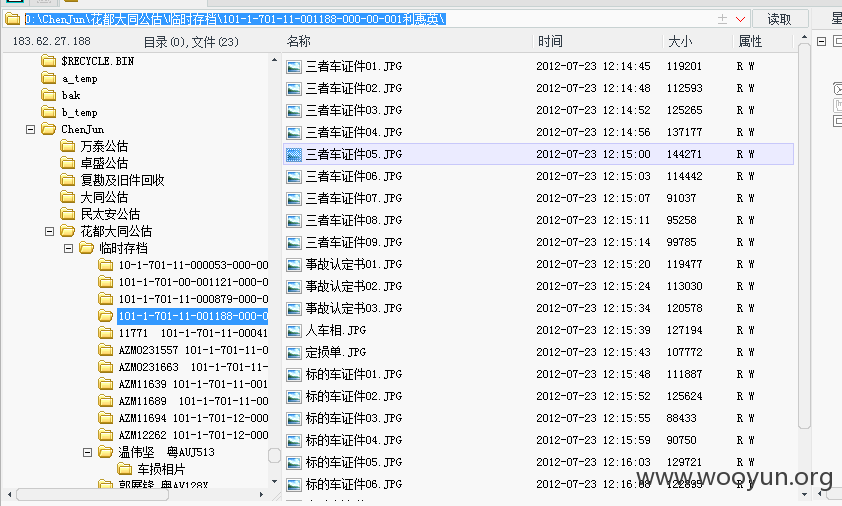 D:\ChenJun\花都大同公估\临时存档\101-1-701-11-001188-000-00-001利惠英\
读取
183.62.27.188
目录(0),文件(23)
名称
时间
大小
属性
$RECYCLE.BIN
a_temp
bak
b_temp
ChenJun
万泰公估
卓盛公估
复勘及旧件回收
大同公估
民太安公估
花都大同公估
临时存档
10-1-701-11-000053-000-00
101-1-701-00-001121-000-00
101-1-701-11-000879-000-00
101-1-701-11-001188-000-0
11771 101-1-701-11-00041
AZM0231557 101-1-701-11-0
AZM0231663 101-1-701-11-
AZM11639 101-1-701-11-001
AZM11689 101-1-701-11-00
AZM11694 101-1-701-12-000
AZM12262 101-1-701-12-000
温伟坚 粤AUJ513
车损相片
粤AV128X
三者车证件01.JPG 2012-07-23 12:14:45 119201 R W
三者车证件02.JPG 2012-07-23 12:14:48 112593 R W
三者车证件03.JPG 2012-07-23 12:14:52 125265 R W
三者车证件04.JPG 2012-07-23 12:14:56 137177 R W
三者车证件05.JPG 2012-07-23 12:15:00 144271 R W
三者车证件06.JPG 2012-07-23 12:15:03 114442 R W
三者车证件07.JPG 2012-07-23 12:15:07 91037 R W
三者车证件08.JPG 2012-07-23 12:15:11 95258 R W
三者车证件09.JPG 2012-07-23 12:15:14 99785 R W
事故认定书01.JPG 2012-07-23 12:15:20 119477 R W
事故认定书02.JPG 2012-07-23 12:15:24 113030 R W
事故认定书03.JPG 2012-07-23 12:15:34 120578 R W
人车相.JPG 2012-07-23 12:15:39 127194 R W
定损单.JPG 2012-07-23 12:15:43 107772 R W
标的车证件01.JPG 2012-07-23 12:15:48 111887 R W
标的车证件02.JPG 2012-07-23 12:15:52 125624 R W
标的车证件03.JPG 2012-07-23 12:15:55 88433 R W
标的车证件04.JPG 2012-07-23 12:15:59 90750 R W
标的车证件05.JPG 2012-07-23 12:16:03 129721 R W
标的车证件06.JPG 2012-07-23 R W
www.wooyun.org